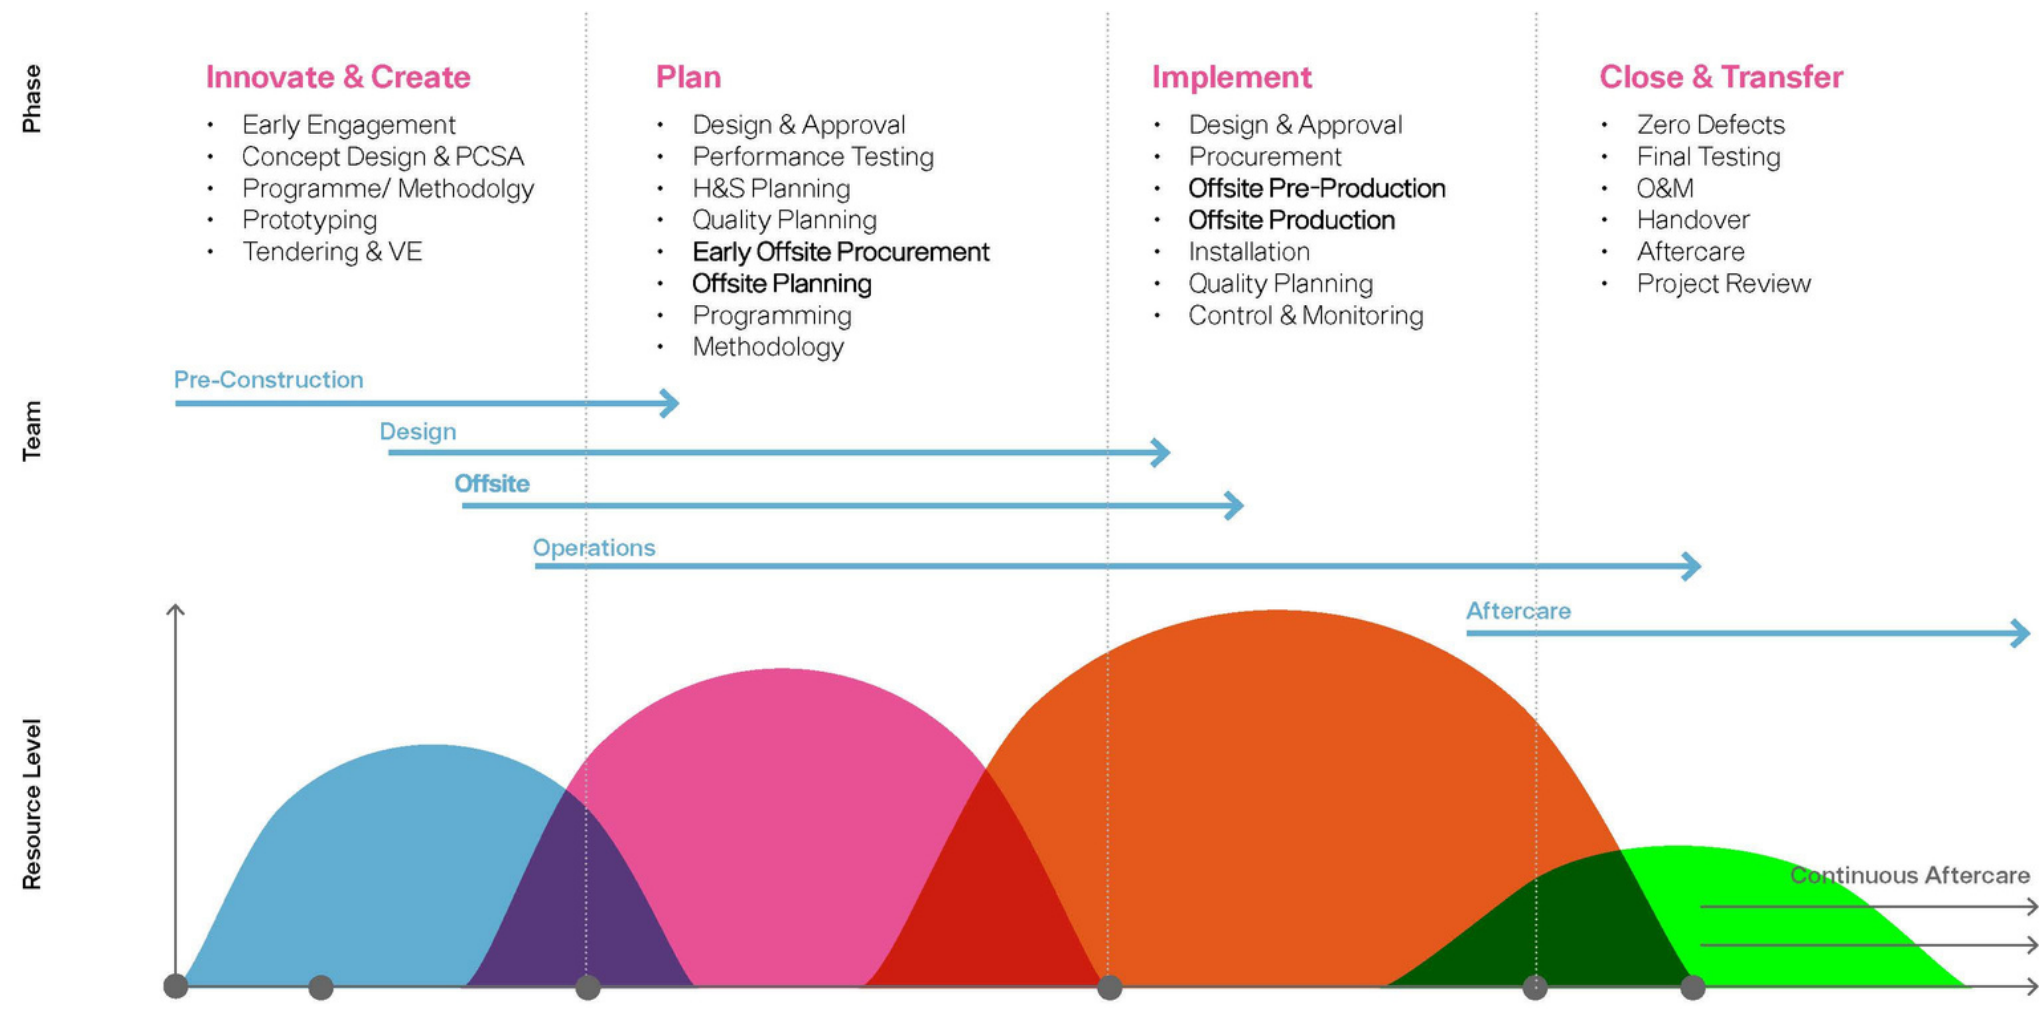 Phase
Innovate & Create
• Early Engagement
• Concept Design & PCSA
• Programme/ Methodolgy
• Prototyping
• Tendering & VE
Plan
• Design & Approval
• Performance Testing
• H&S Planning
• Quality Planning
• Early Offsite Procurement
• Offsite Planning
• Programming
• Methodology
Implement
• Design & Approval
• Procurement
• Offsite Pre-Production
• Offsite Production
• Installation
• Quality Planning
• Control & Monitoring
Close & Transfer
• Zero Defects
• Final Testing
• O&M
• Handover
• Aftercare
• Project Review
Team
Pre-Construction
Design
Offsite
Operations
Aftercare
Resource Level
Continuous Aftercare